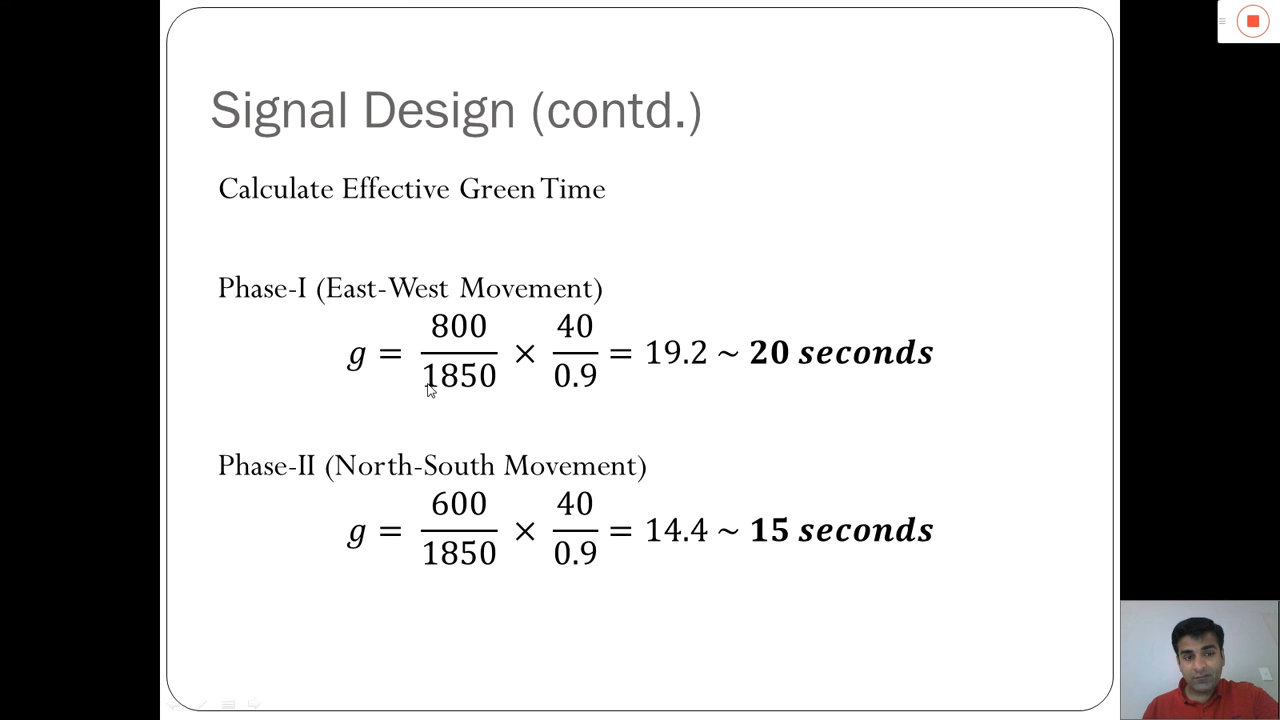 Signal Design (contd.)
Calculate Effective Green Time
Phase-I (East-West Movement)
g = 800/1850 × 40/0.9 = 19.2 ~ 20 seconds
Phase-II (North-South Movement)
g = 600/1850 × 40/0.9 = 14.4 ~ 15 seconds